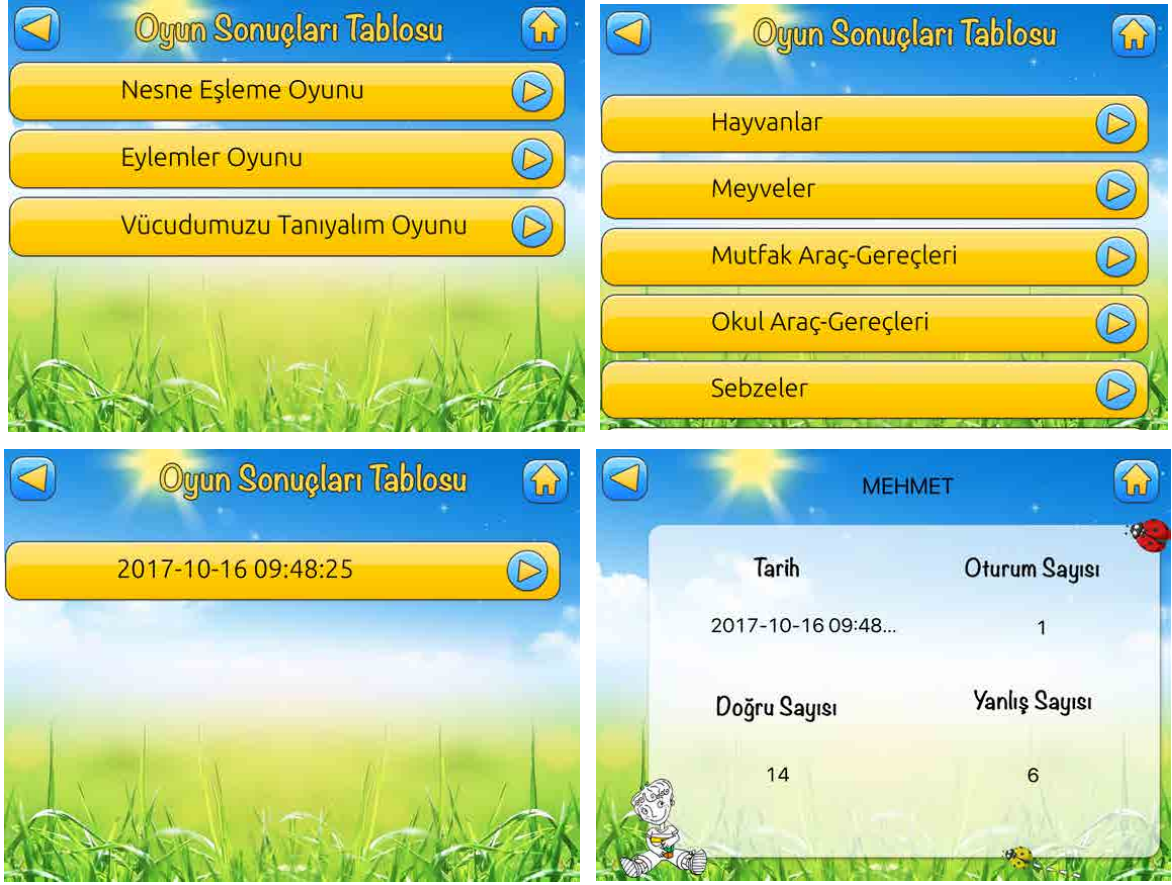 Oyun Sonuçları Tablosu
Nesne Eşleme Oyunu
Eylemler Oyunu
Vücudumuzu Tanıyalım Oyunu
Oyun Sonuçları Tablosu
Hayvanlar
Meyveler
Mutfak Araç-Gereçleri
Okul Araç-Gereçleri
Sebzeler
Oyun Sonuçları Tablosu
2017-10-16 09:48:25
MEHMET
Tarih Oturum Sayısı
2017-10-16 09:48... 1
Doğru Sayısı Yanlış Sayısı
14 6